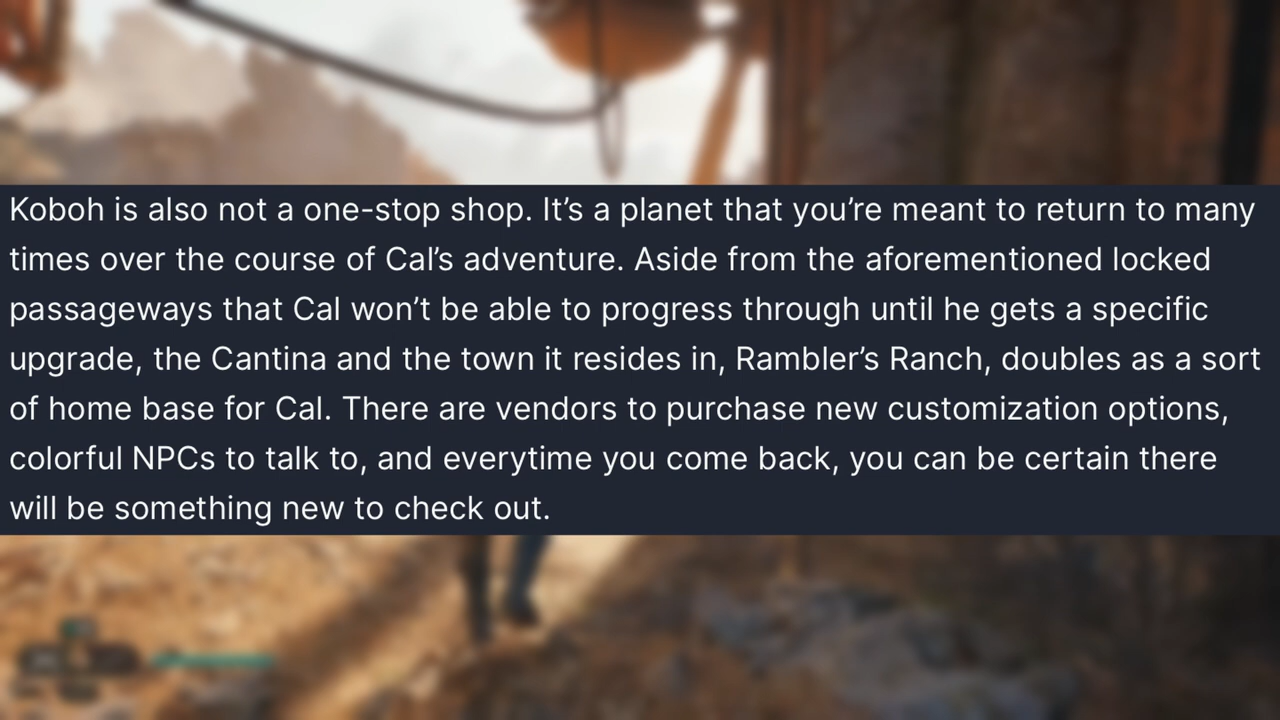 Koboh is also not a one-stop shop. It’s a planet that you’re meant to return to many
times over the course of Cal’s adventure. Aside from the aforementioned locked
passageways that Cal won’t be able to progress through until he gets a specific
upgrade, the Cantina and the town it resides in, Rambler’s Ranch, doubles as a sort
of home base for Cal. There are vendors to purchase new customization options,
colorful NPCs to talk to, and everytime you come back, you can be certain there
will be something new to check out.